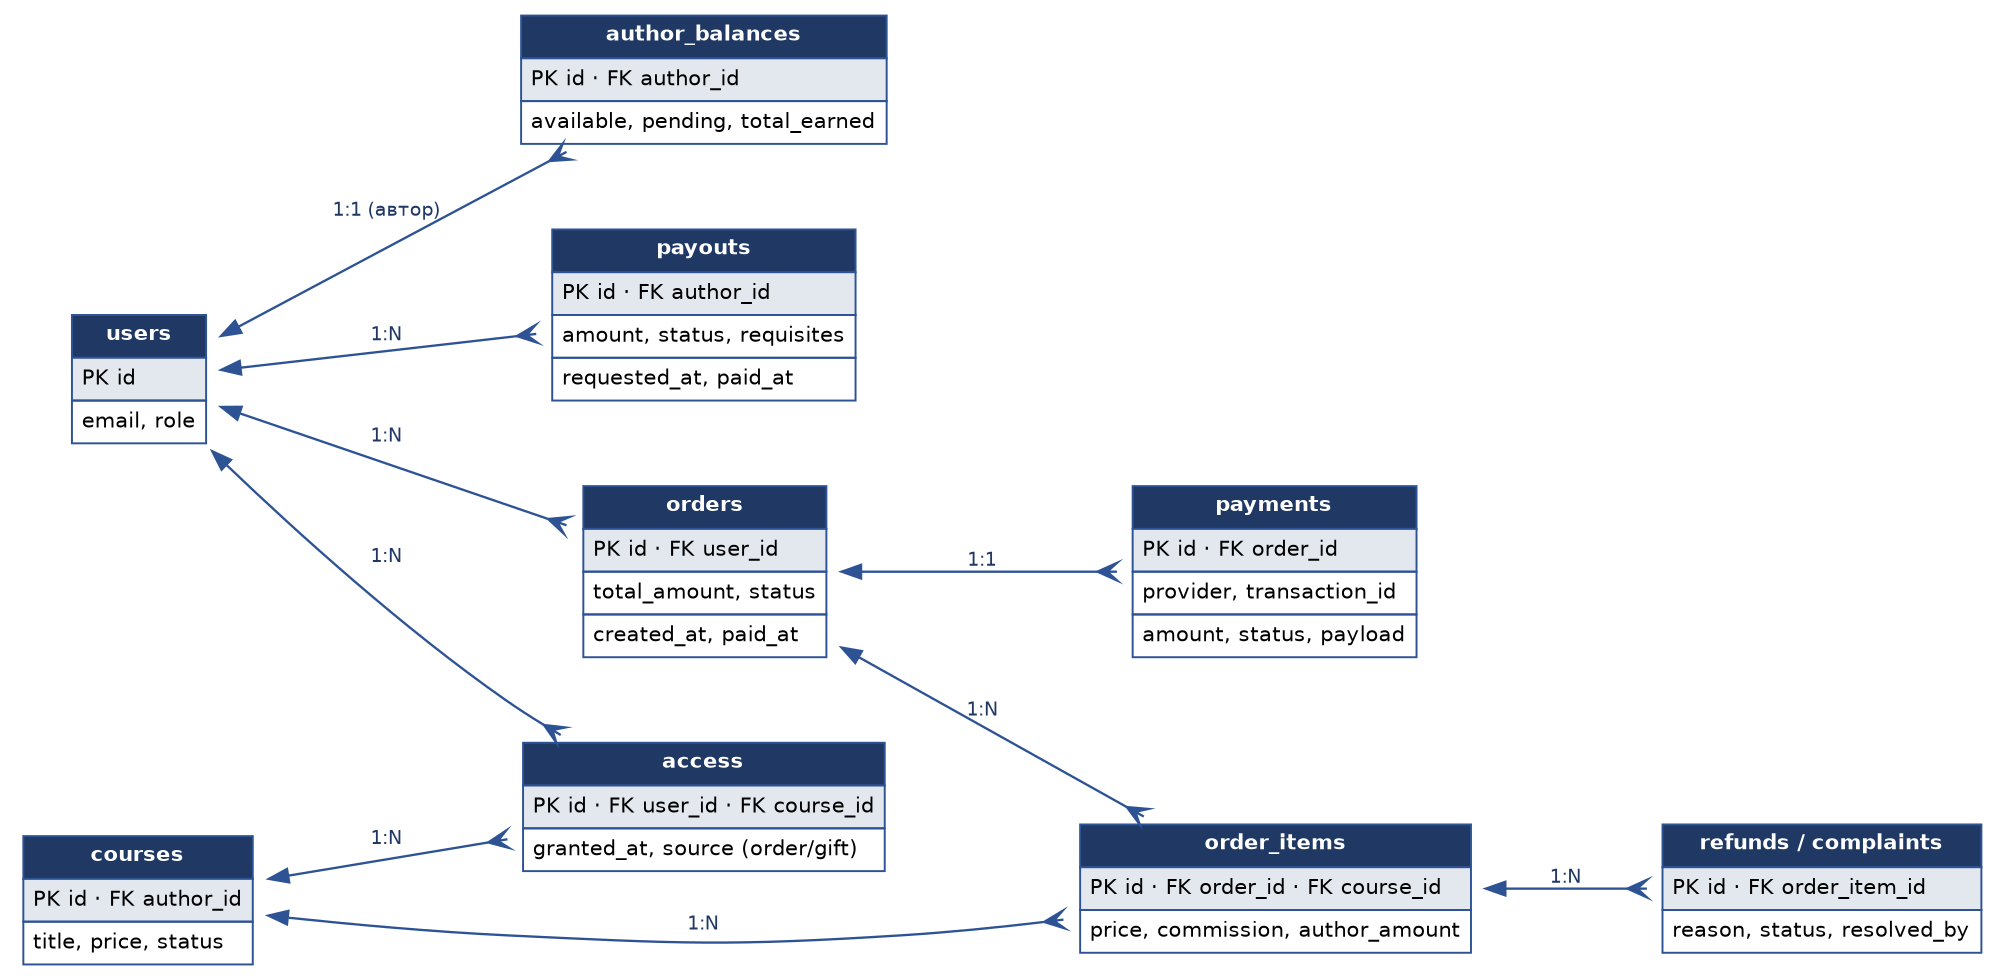 author_balances
PK id · FK author_id
available, pending, total_earned
1:1 (автор)
payouts
PK id · FK author_id
amount, status, requisites
requested_at, paid_at
1:N
users
PK id
email, role
1:N
orders
PK id · FK user_id
total_amount, status
created_at, paid_at
1:1
payments
PK id · FK order_id
provider, transaction_id
amount, status, payload
1:N
1:N
access
PK id · FK user_id · FK course_id
granted_at, source (order/gift)
1:N
courses
PK id · FK author_id
title, price, status
1:N
order_items
PK id · FK order_id · FK course_id
price, commission, author_amount
1:N
refunds / complaints
PK id · FK order_item_id
reason, status, resolved_by